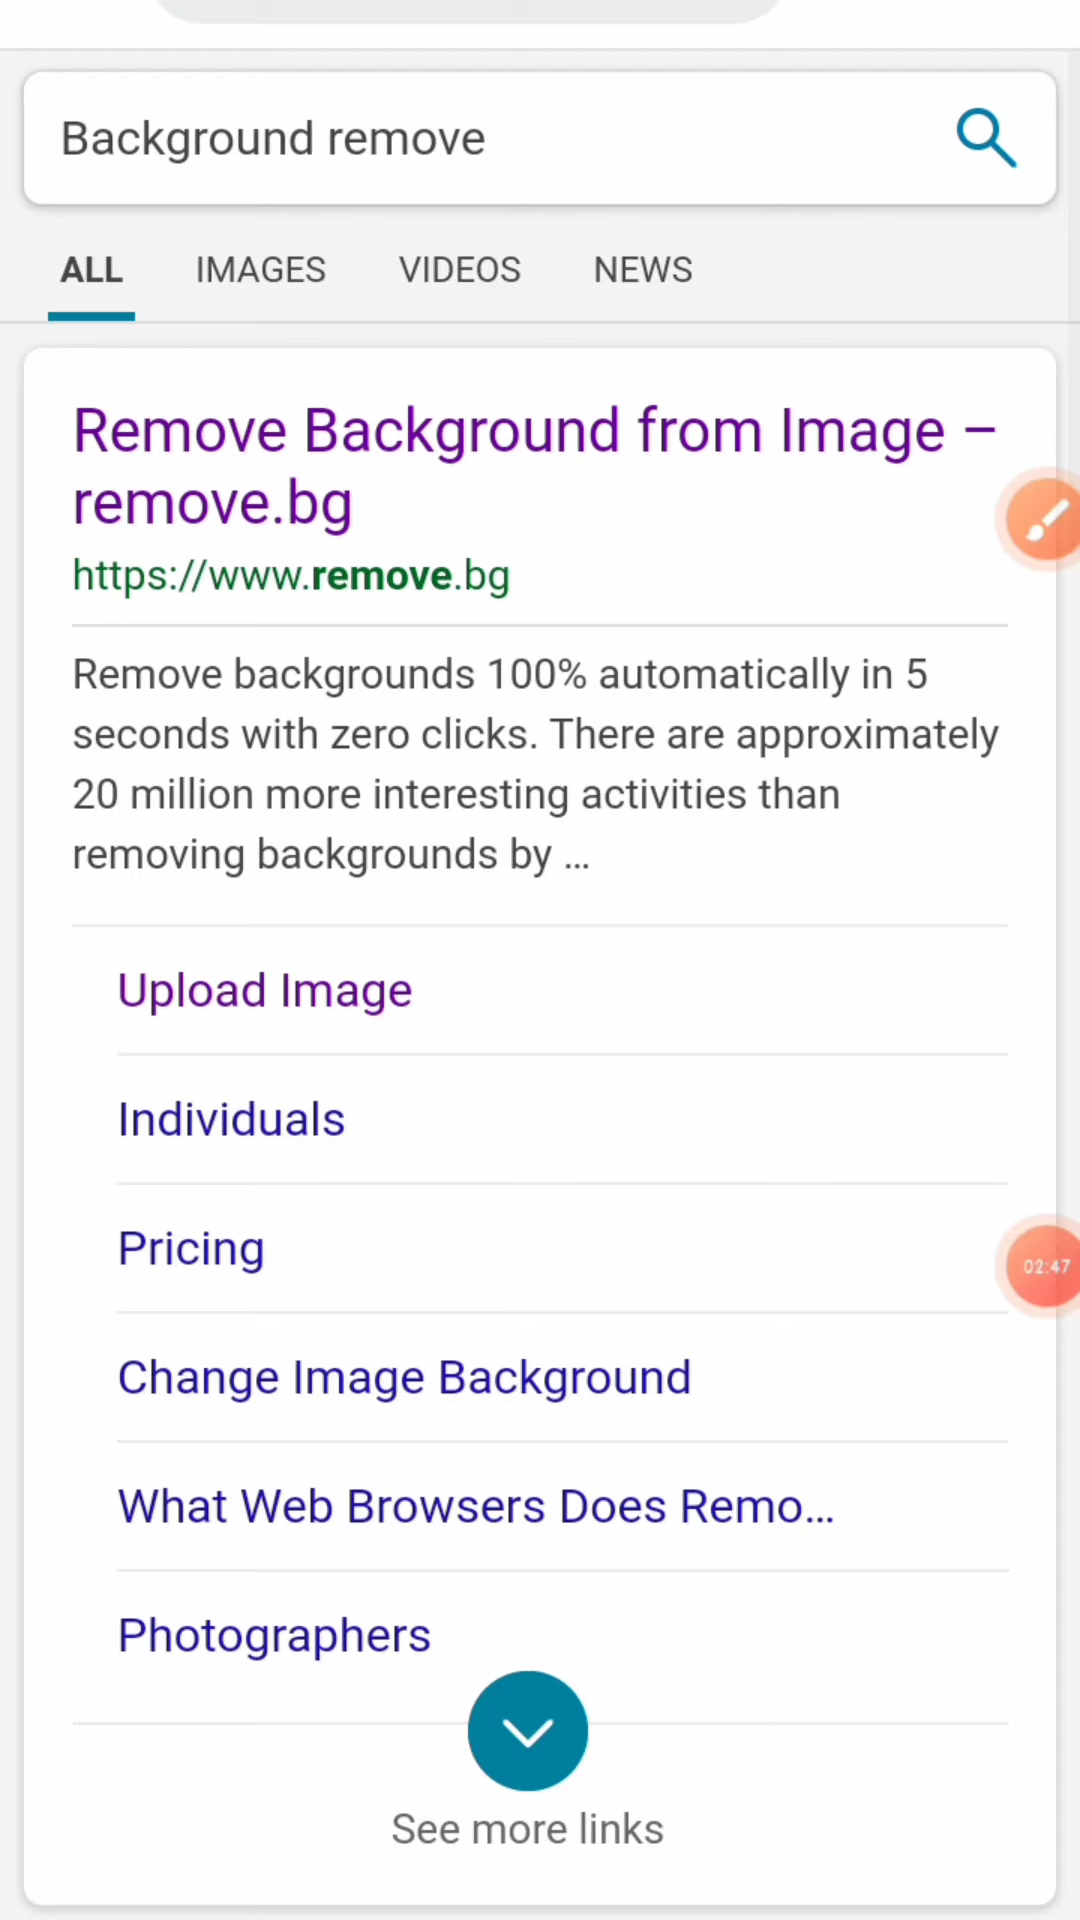 Background remove
ALL IMAGES VIDEOS NEWS
Remove Background from Image –
remove.bg
https://www.remove.bg
Remove backgrounds 100% automatically in 5
seconds with zero clicks. There are approximately
20 million more interesting activities than
removing backgrounds by ...
Upload Image
Individuals
Pricing
02:47
Change Image Background
What Web Browsers Does Remo...
Photographers
See more links